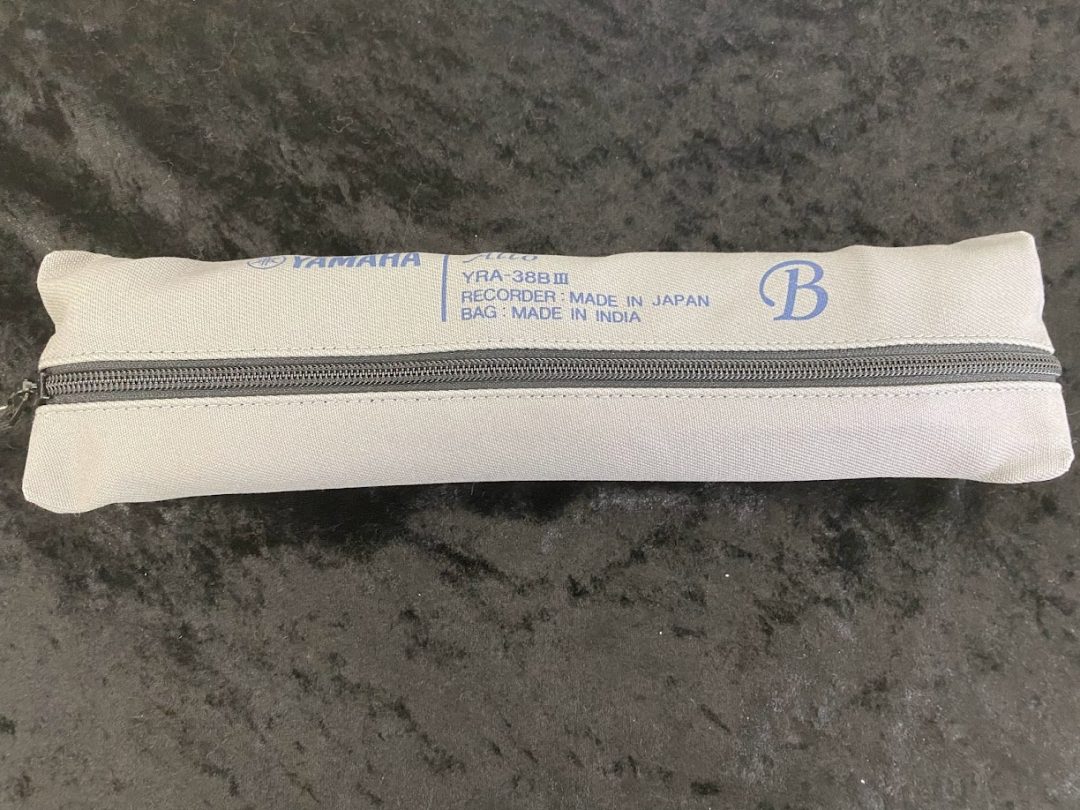 YAMAHA
Alto
YRA-38BⅢ
RECORDER : MADE IN JAPAN
BAG : MADE IN INDIA
B